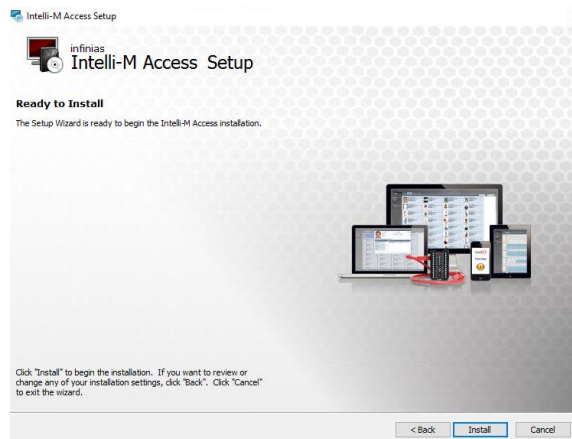 Intelli-M Access Setup
infinias
Intelli-M Access Setup
Ready to Install
The Setup Wizard is ready to begin the Intelli-M Access installation.
Click "Install" to begin the installation. If you want to review or
change any of your installation settings, click "Back". Click "Cancel"
to exit the wizard.
< Back
Install
Cancel